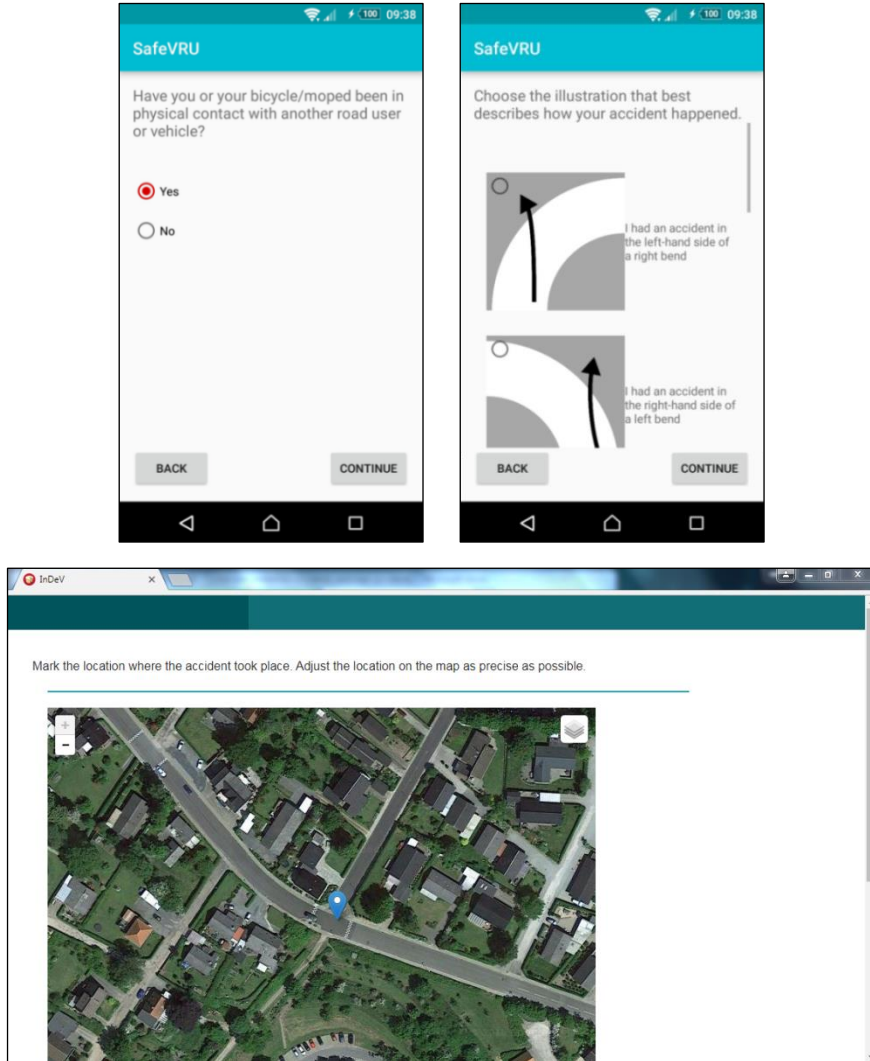 100 09:38
SafeVRU
Have you or your bicycle/moped been in
physical contact with another road user
or vehicle?
Yes
No
BACK CONTINUE
100 09:38
SafeVRU
Choose the illustration that best
describes how your accident happened.
I had an accident in
the left-hand side of
a right bend
I had an accident in
the right-hand side of
a left bend
BACK CONTINUE
InDeV
Mark the location where the accident took place. Adjust the location on the map as precise as possible.